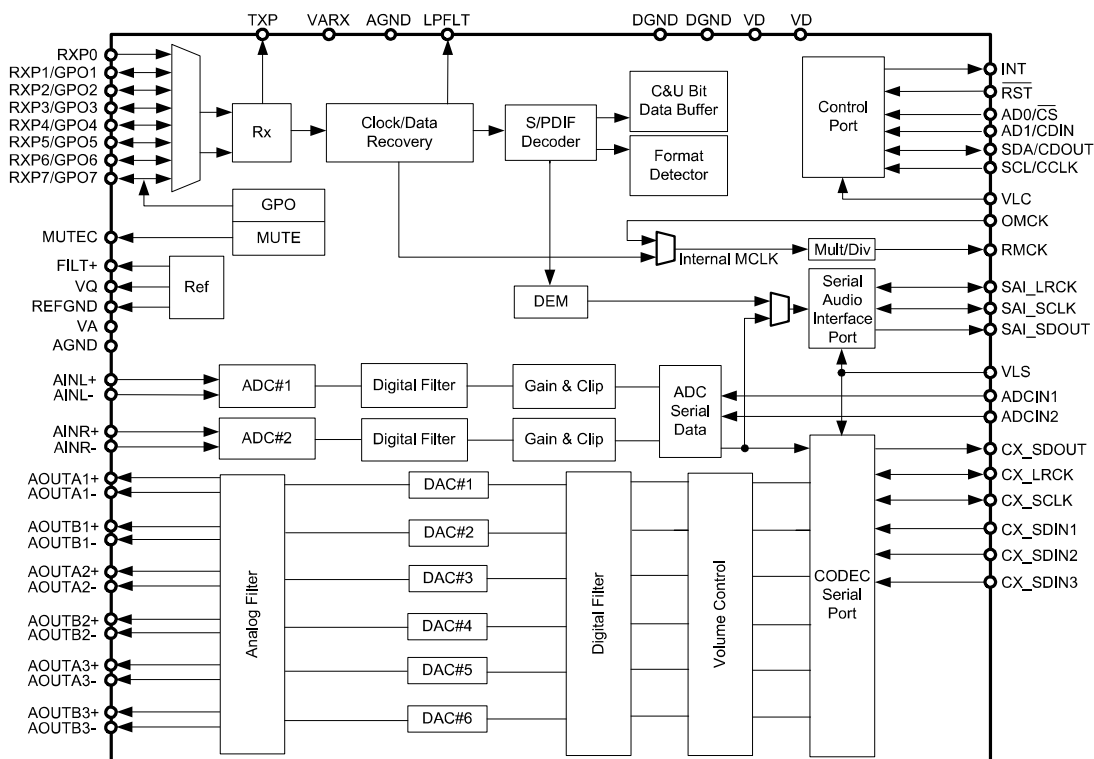 TXP VARX AGND LPFLT DGND DGND VD VD
RXP0
RXP1/GPO1
RXP2/GPO2
RXP3/GPO3
RXP4/GPO4
RXP5/GPO5
RXP6/GPO6
RXP7/GPO7
MUTEC
FILT+
VQ
REFGND
VA
AGND
AINL+
AINL-
AINR+
AINR-
AOUTA1+
AOUTA1-
AOUTB1+
AOUTB1-
AOUTA2+
AOUTA2-
AOUTB2+
AOUTB2-
AOUTA3+
AOUTA3-
AOUTB3+
AOUTB3-
Rx
Clock/Data
Recovery
S/PDIF
Decoder
C&U Bit
Data Buffer
Format
Detector
Control
Port
GPO
MUTE
Ref
Internal MCLK
Mult/Div
DEM
Serial
Audio
Interface
Port
ADC#1
Digital Filter
Gain & Clip
ADC
Serial
Data
ADC#2
Digital Filter
Gain & Clip
Analog Filter
DAC#1
DAC#2
DAC#3
DAC#4
DAC#5
DAC#6
Digital Filter
Volume Control
CODEC
Serial
Port
INT
RST
AD0/CS
AD1/CDIN
SDA/CDOUT
SCL/CCLK
VLC
OMCK
RMCK
SAI_LRCK
SAI_SCLK
SAI_SDOUT
VLS
ADCIN1
ADCIN2
CX_SDOUT
CX_LRCK
CX_SCLK
CX_SDIN1
CX_SDIN2
CX_SDIN3